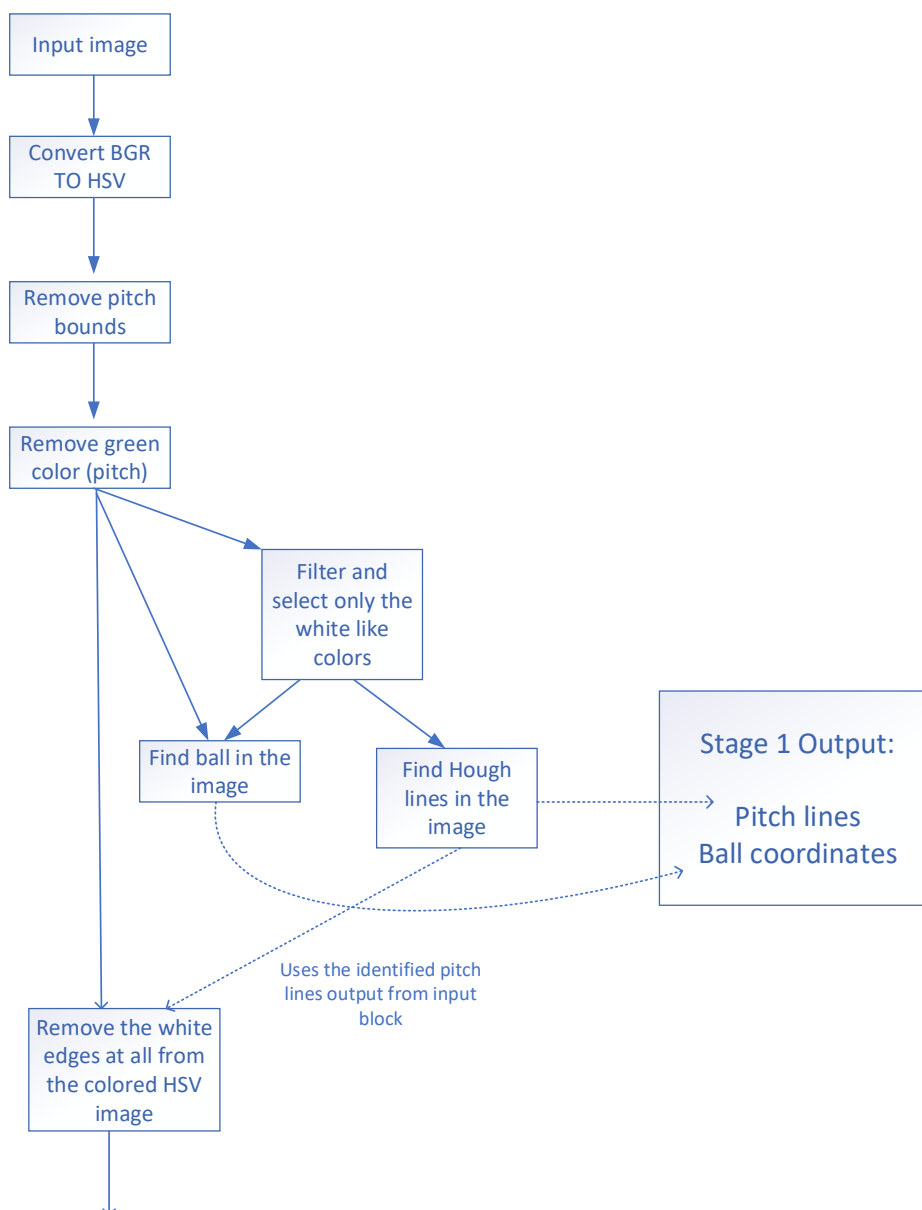 Input image
Convert BGR
TO HSV
Remove pitch
bounds
Remove green
color (pitch)
Filter and
select only the
white like
colors
Find ball in the
image
Find Hough
lines in the
image
Stage 1 Output:
Pitch lines
Ball coordinates
Uses the identified pitch
lines output from input
block
Remove the white
edges at all from
the colored HSV
image